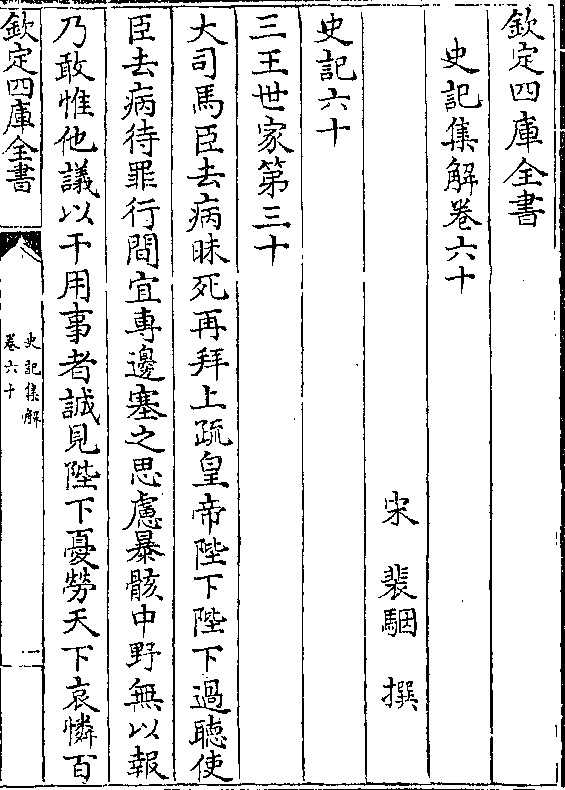 欽定四庫全書
史記集解卷六十
宋 裴駰 撰
史記六十
三王世家第三十
大司馬臣去病昧死再拜上疏皇帝陛下陛下過聽使
臣去病待罪行間宜專邊塞之思慮暴骸中野無以報
乃敢惟他議以干用事者誠見陛下憂勞天下哀憐百
欽定四庫全書
史記集解
卷六十
一